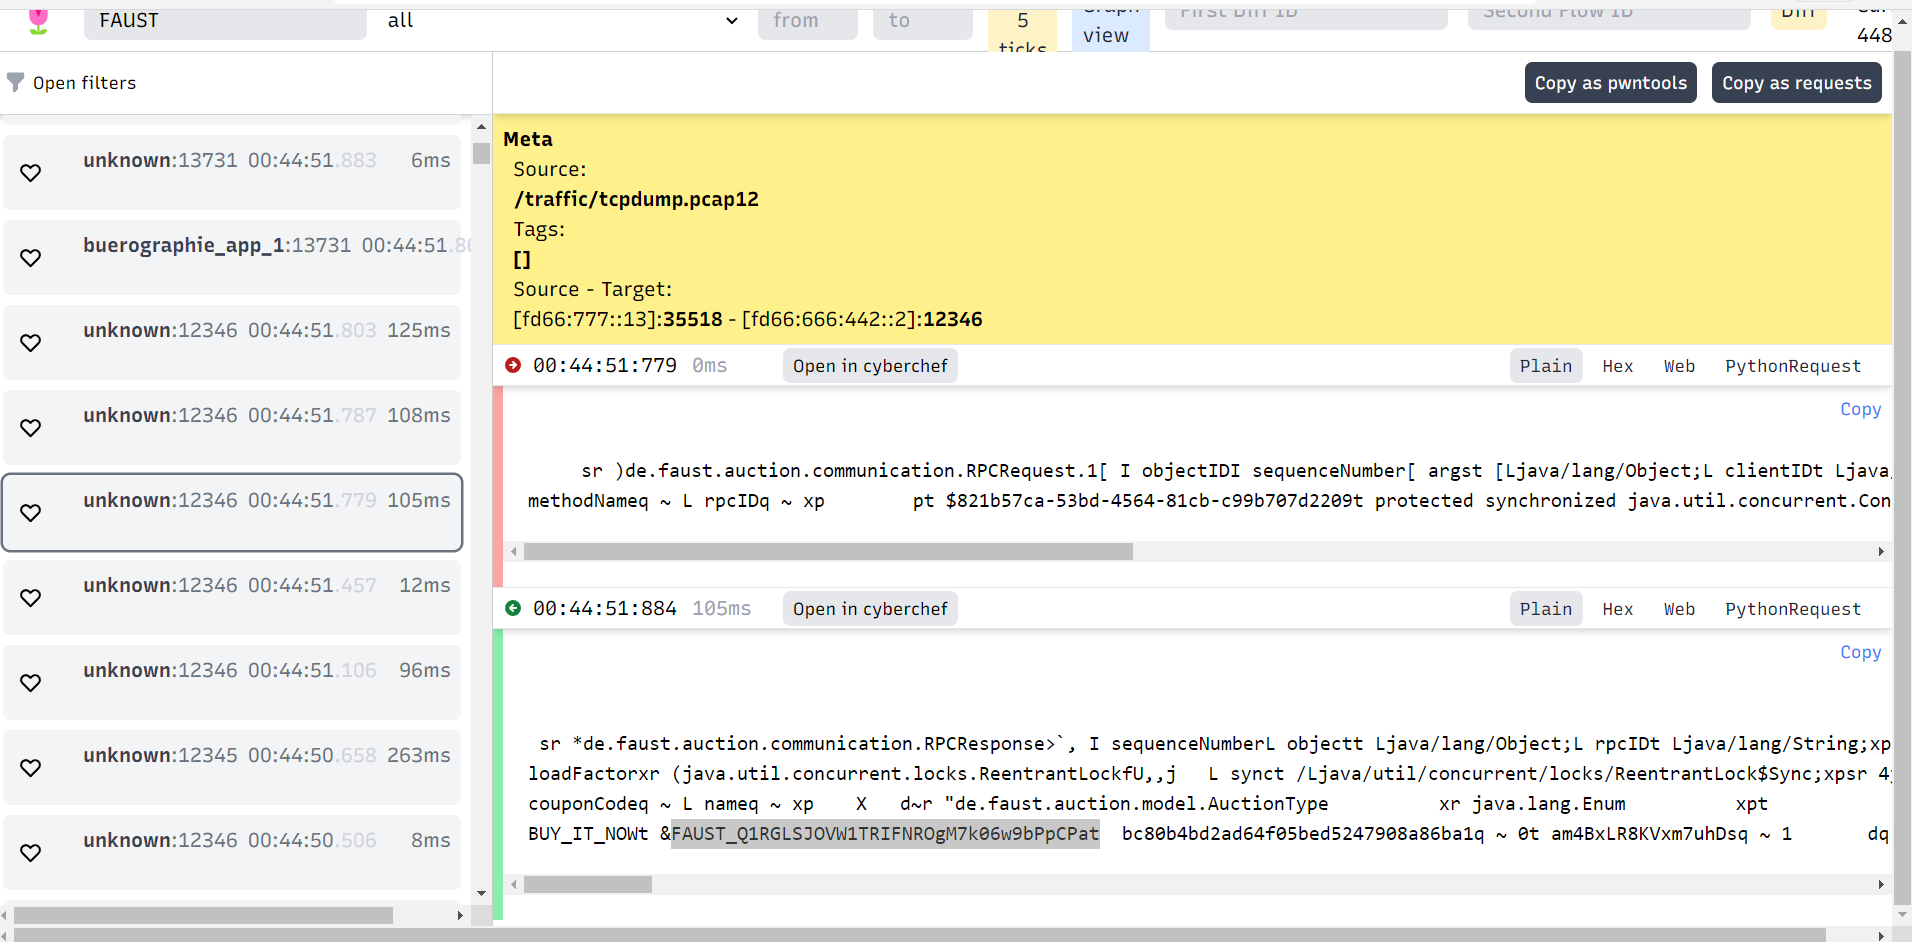 FAUST
all
from
to
5
ticks
Graph
view
First Diff ID
Second Flow ID
Diff
448
Open filters
Copy as pwntools
Copy as requests
unknown:13731 00:44:51.883 6ms
buerographie_app_1:13731 00:44:51.86
unknown:12346 00:44:51.803 125ms
unknown:12346 00:44:51.787 108ms
unknown:12346 00:44:51.779 105ms
unknown:12346 00:44:51.457 12ms
unknown:12346 00:44:51.106 96ms
unknown:12345 00:44:50.658 263ms
unknown:12346 00:44:50.506 8ms
Meta
Source:
/traffic/tcpdump.pcap12
Tags:
[]
Source - Target:
[fd66:777::13]:35518 - [fd66:666:442::2]:12346
00:44:51:779 0ms Open in cyberchef Plain Hex Web PythonRequest
Copy
sr )de.faust.auction.communication.RPCRequest.1[ I objectIDI sequenceNumber[ argst [Ljava/lang/Object;L clientIDt Ljava/
methodNameq ~ L rpcIDq ~ xp pt $821b57ca-53bd-4564-81cb-c99b707d2209t protected synchronized java.util.concurrent.Con
00:44:51:884 105ms Open in cyberchef Plain Hex Web PythonRequest
Copy
sr *de.faust.auction.communication.RPCResponse>`, I sequenceNumberL objectt Ljava/lang/Object;L rpcIDt Ljava/lang/String;xp
loadFactorxr (java.util.concurrent.locks.ReentrantLockfU,,j L synct /Ljava/util/concurrent/locks/ReentrantLock$Sync;xpsr 4
couponCodeq ~ L nameq ~ xp X d~r "de.faust.auction.model.AuctionType xr java.lang.Enum xpt
BUY_IT_NOWt &FAUST_Q1RGLSJOVW1TRIFNROgM7k06w9bPpCPat bc80b4bd2ad64f05bed5247908a86ba1q ~ 0t am4BxLR8KVxm7uhDsq ~ 1 dq